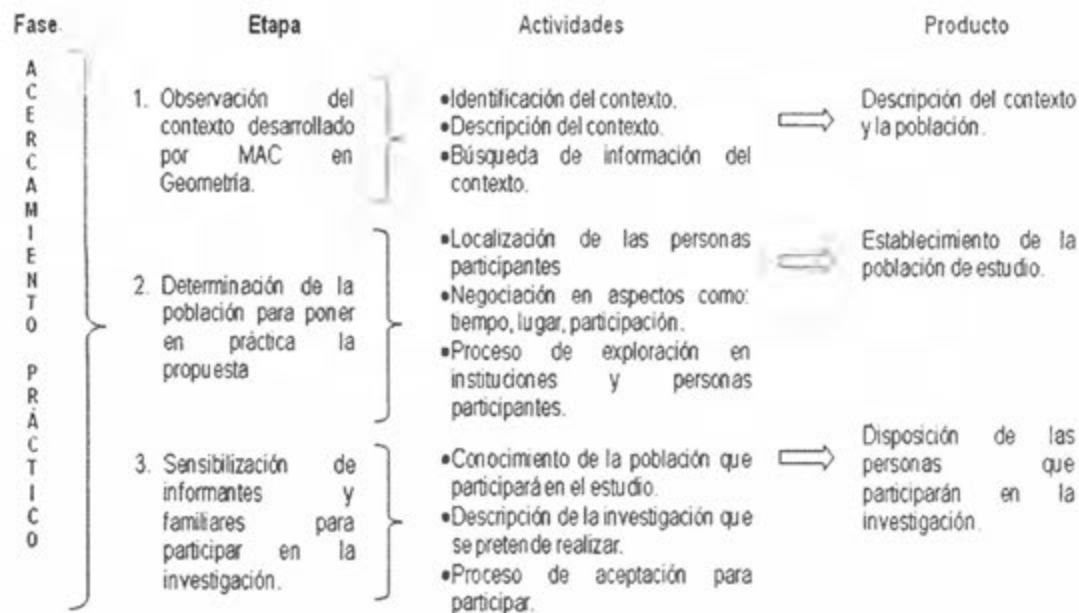 Fase Etapa Actividades Producto
ACERCAMIENTO PRÁCTICO
1. Observación del
contexto desarrollado
por MAC en
Geometría.
•Identificación del contexto.
•Descripción del contexto.
•Búsqueda de información del
contexto.
Descripción del contexto
y la población.
2. Determinación de la
población para poner
en práctica la
propuesta
•Localización de las personas
participantes
•Negociación en aspectos como:
tiempo, lugar, participación.
•Proceso de exploración en
instituciones y personas
participantes.
Establecimiento de la
población de estudio.
3. Sensibilización de
informantes y
familiares para
participar en la
investigación.
•Conocimiento de la población que
participará en el estudio.
•Descripción de la investigación que
se pretende realizar.
•Proceso de aceptación para
participar.
Disposición de las
personas que
participarán en la
investigación.